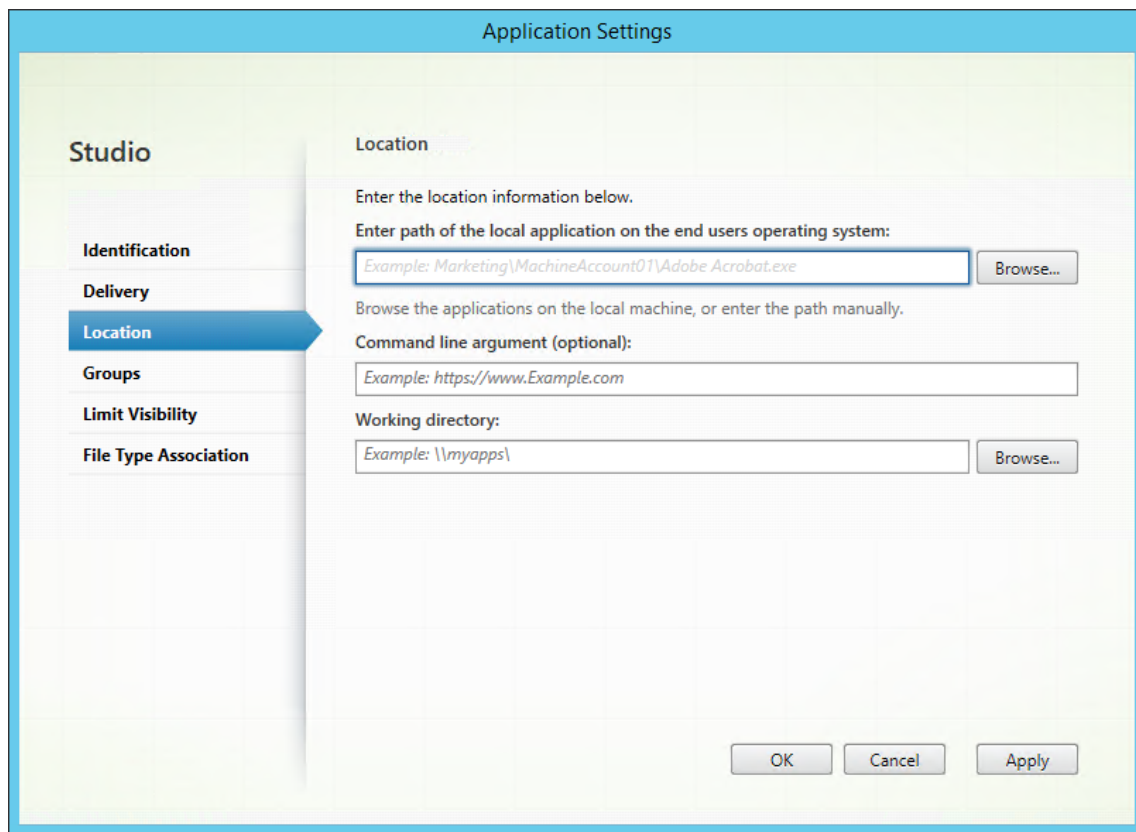 Application Settings
Studio
Identification
Delivery
Location
Groups
Limit Visibility
File Type Association
Location
Enter the location information below.
Enter path of the local application on the end users operating system:
Example: Marketing\MachineAccount01\Adobe Acrobat.exe
Browse...
Browse the applications on the local machine, or enter the path manually.
Command line argument (optional):
Example: https://www.Example.com
Working directory:
Example: \\myapps\
Browse...
OK
Cancel
Apply